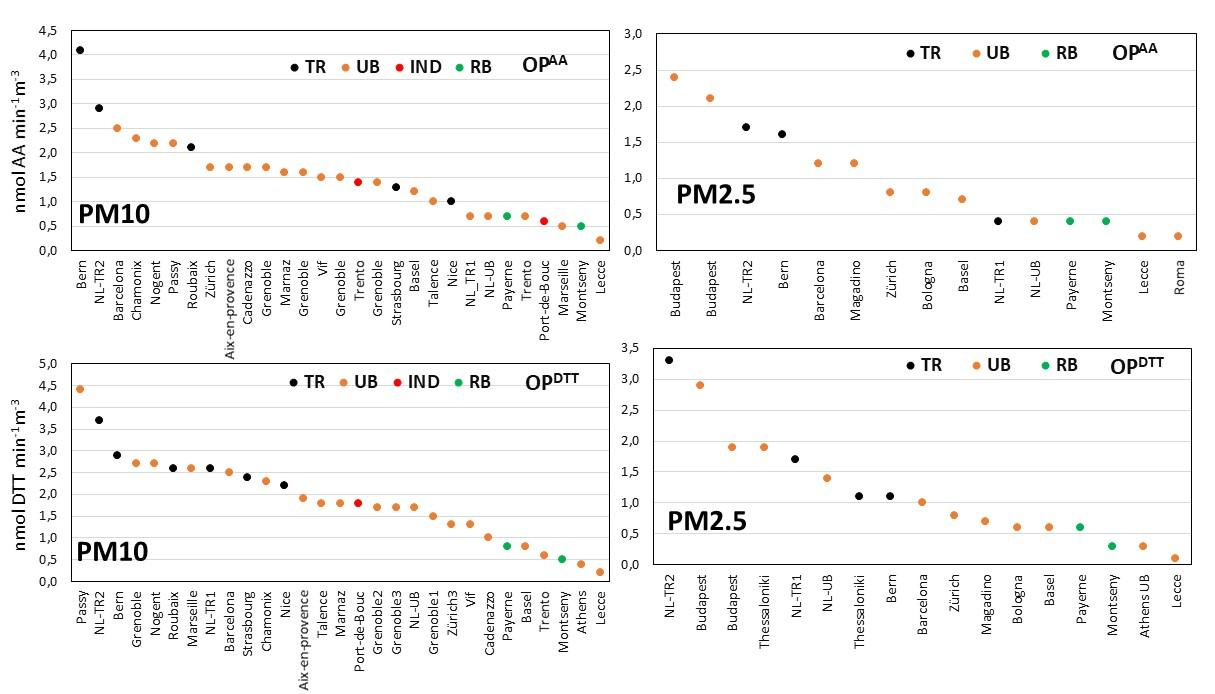 nmol AA min-1m-3
4,5
4,0
3,5
3,0
2,5
2,0
1,5
1,0
0,5
0,0
TR UB IND RB OPAA
PM10
Bern NL-TR2 Barcelona Chamonix Nogent Passy Roubaix Zürich Aix-en-provence Cadenazzo Grenoble Marnaz Grenoble Vif Grenoble Trento Grenoble Strasbourg Basel Talence Nice NL_TR1 NL-UB Payerne Trento Port-de-Bouc Marseille Montseny Lecce
3,0
2,5
2,0
1,5
1,0
0,5
0,0
TR UB RB OPAA
PM2.5
Budapest Budapest NL-TR2 Bern Barcelona Magadino Zürich Bologna Basel NL-TR1 NL-UB Payerne Montseny Lecce Roma
nmol DTT min-1m-3
5,0
4,5
4,0
3,5
3,0
2,5
2,0
1,5
1,0
0,5
0,0
TR UB IND RB OPDTT
PM10
Passy NL-TR2 Bern Grenoble Nogent Roubaix Marseille NL-TR1 Barcelona Strasbourg Chamonix Nice Aix-en-provence Talence Marnaz Port-de-Bouc Grenoble2 Grenoble3 NL-UB Grenoble1 Zürich3 Vif Cadenazzo Payerne Basel Trento Montseny Athens Lecce
3,5
3,0
2,5
2,0
1,5
1,0
0,5
0,0
TR UB RB OPDTT
PM2.5
NL-TR2 Budapest Budapest Thessaloniki NL-TR1 NL-UB Thessaloniki Bern Barcelona Zürich Magadino Bologna Basel Payerne Montseny Athens UB Lecce